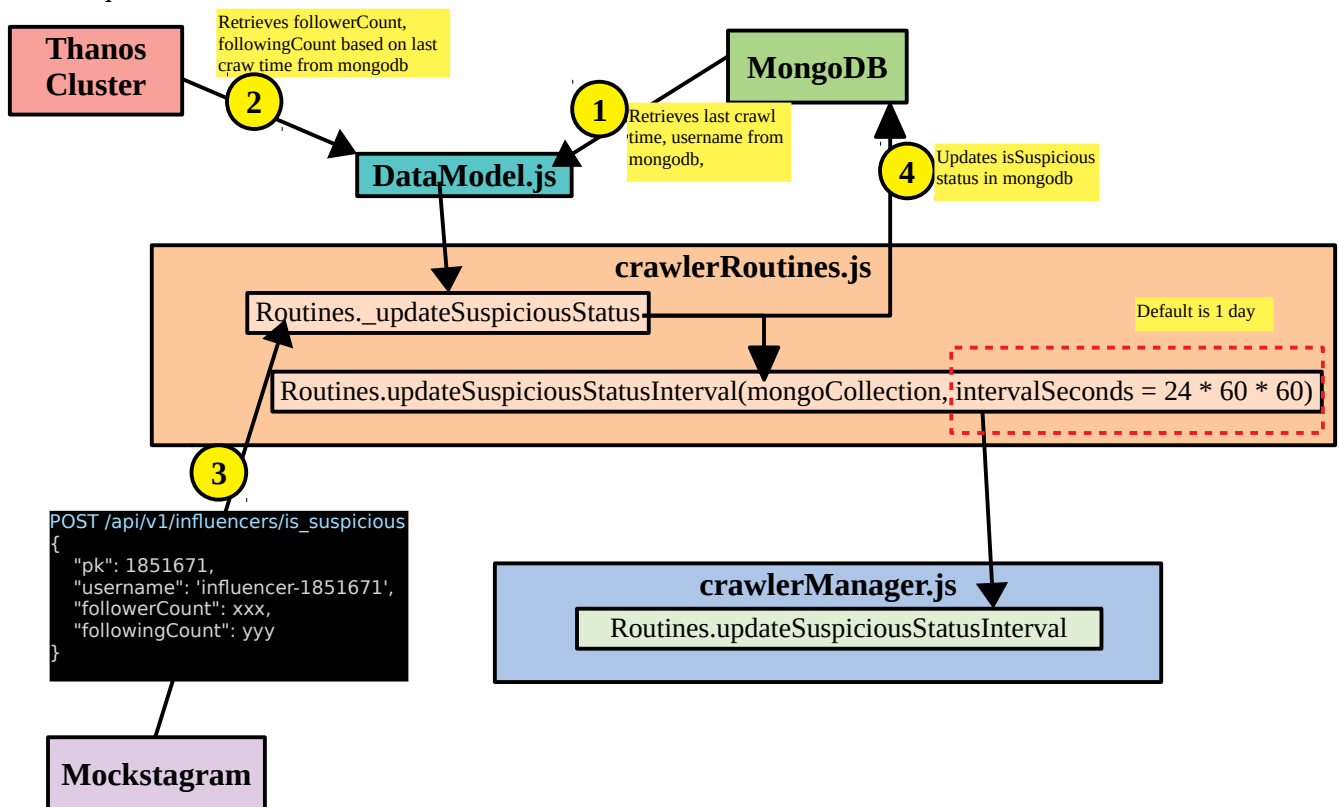 Retrieves followerCount,
followingCount based on last
craw time from mongodb
Thanos
Cluster
2
MongoDB
1
Retrieves last crawl
time, username from
mongodb,
DataModel.js
4
Updates isSuspicious
status in mongodb
crawlerRoutines.js
Routines._updateSuspiciousStatus
Default is 1 day
Routines.updateSuspiciousStatusInterval(mongoCollection, intervalSeconds = 24 * 60 * 60)
3
POST /api/v1/influencers/is_suspicious
{
"pk": 1851671,
"username": 'influencer-1851671',
"followerCount": xxx,
"followingCount": yyy
}
crawlerManager.js
Routines.updateSuspiciousStatusInterval
Mockstagram